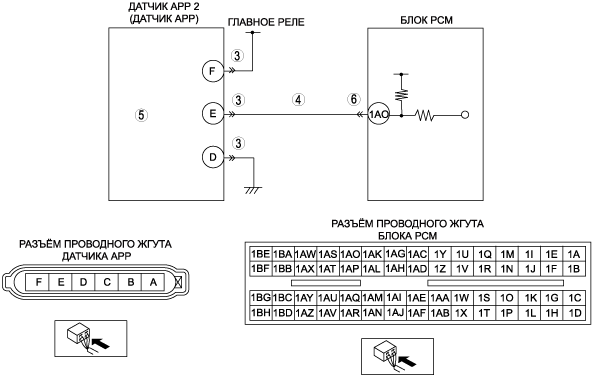 ДАТЧИК APP 2
(ДАТЧИК APP)
ГЛАВНОЕ РЕЛЕ
БЛОК PCM
F
3
E
3
4
6
1AO
5
D
3
РАЗЪЁМ ПРОВОДНОГО ЖГУТА
ДАТЧИКА APP
F E D C B A
РАЗЪЁМ ПРОВОДНОГО ЖГУТА
БЛОКА PCM
1BE 1BA 1AW 1AS 1AO 1AK 1AG 1AC 1Y 1U 1Q 1M 1I 1E 1A
1BF 1BB 1AX 1AT 1AP 1AL 1AH 1AD 1Z 1V 1R 1N 1J 1F 1B
1BG 1BC 1AY 1AU 1AQ 1AM 1AI 1AE 1AA 1W 1S 1O 1K 1G 1C
1BH 1BD 1AZ 1AV 1AR 1AN 1AJ 1AF 1AB 1X 1T 1P 1L 1H 1D